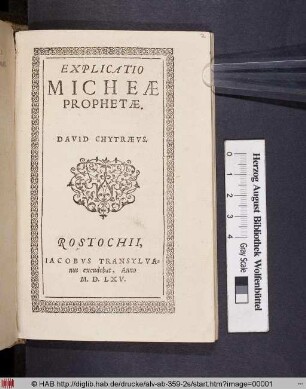 EXPLICATIO
MICHEÆ
PROPHETÆ.
DAVID CHYTRÆVS.
ROSTOCHII,
IACOBVS TRANSYLVA-
nus excudebat, Anno
M. D. LXV.
Herzog August Bibliothek Wolfenbüttel
Grey Scale
© HAB http://diglib.hab.de/drucke/alv-ab-359-2s/start.htm?image=00001